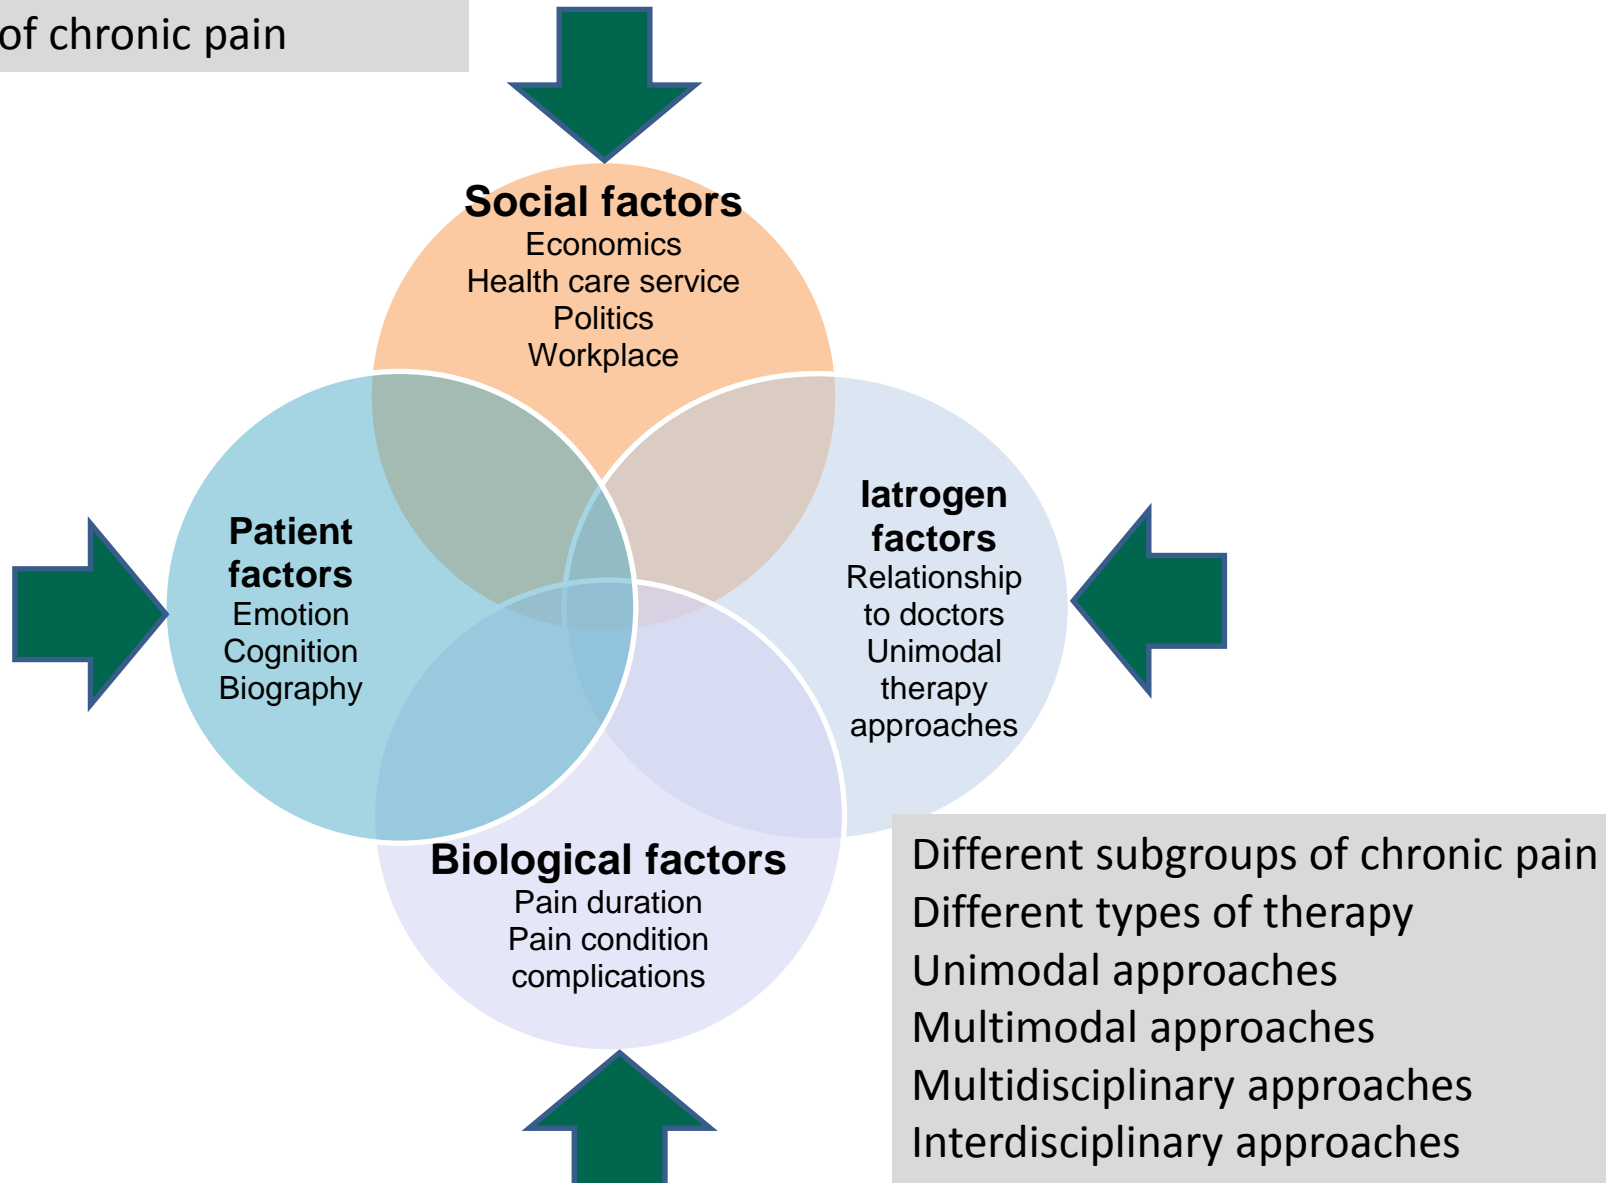 of chronic pain
Social factors
Economics
Health care service
Politics
Workplace
Patient
factors
Emotion
Cognition
Biography
Iatrogen
factors
Relationship
to doctors
Unimodal
therapy
approaches
Biological factors
Pain duration
Pain condition
complications
Different subgroups of chronic pain
Different types of therapy
Unimodal approaches
Multimodal approaches
Multidisciplinary approaches
Interdisciplinary approaches